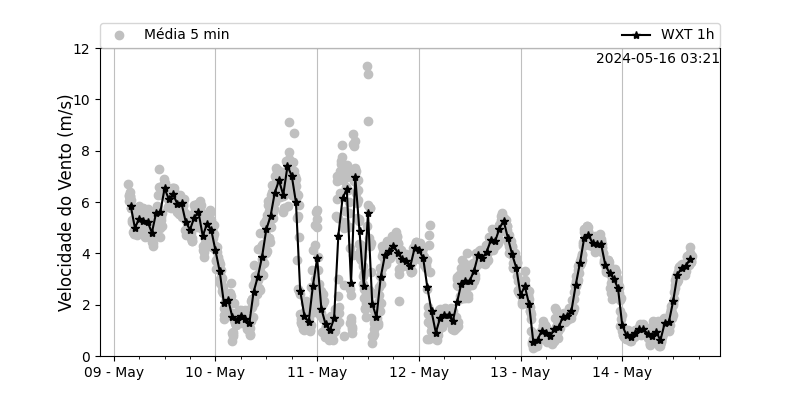 Média 5 min
WXT 1h
2024-05-16 03:21
Velocidade do Vento (m/s)
12
10
8
6
4
2
0
09 - May
10 - May
11 - May
12 - May
13 - May
14 - May